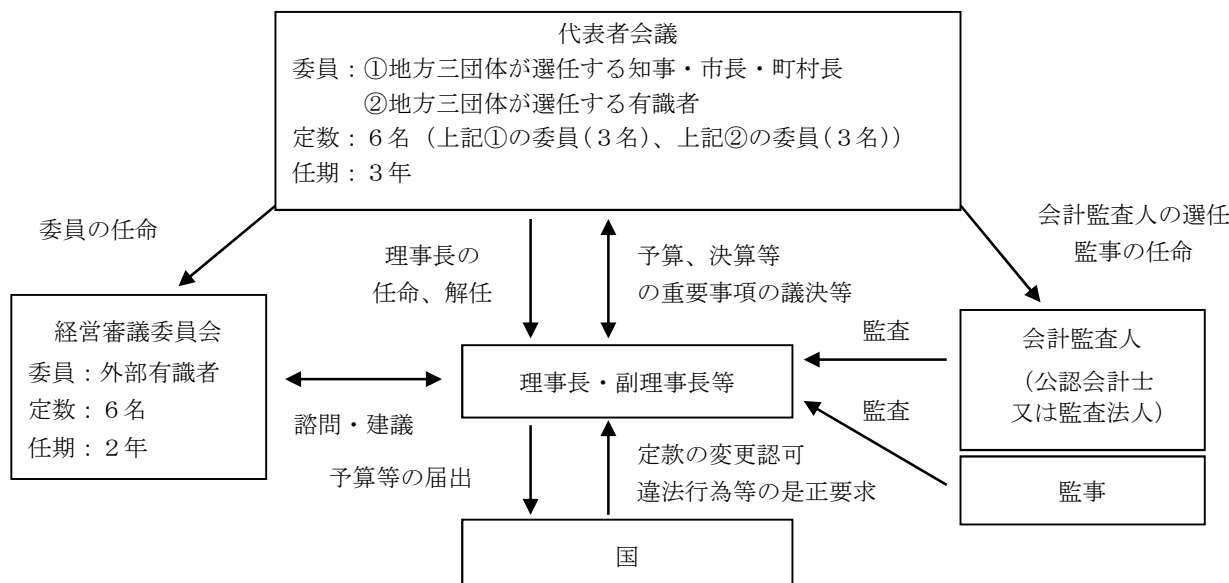 代表者会議
委員：①地方三団体が選任する知事・市長・町村長
②地方三団体が選任する有識者
定数：６名（上記①の委員(３名)、上記②の委員(３名)）
任期：３年
委員の任命
理事長の
任命、解任
予算、決算等
の重要事項の議決等
会計監査人の選任
監事の任命
経営審議委員会
委員：外部有識者
定数：６名
任期：２年
諮問・建議
理事長・副理事長等
監査
監査
会計監査人
（公認会計士
又は監査法人）
監事
予算等の届出
定款の変更認可
違法行為等の是正要求
国